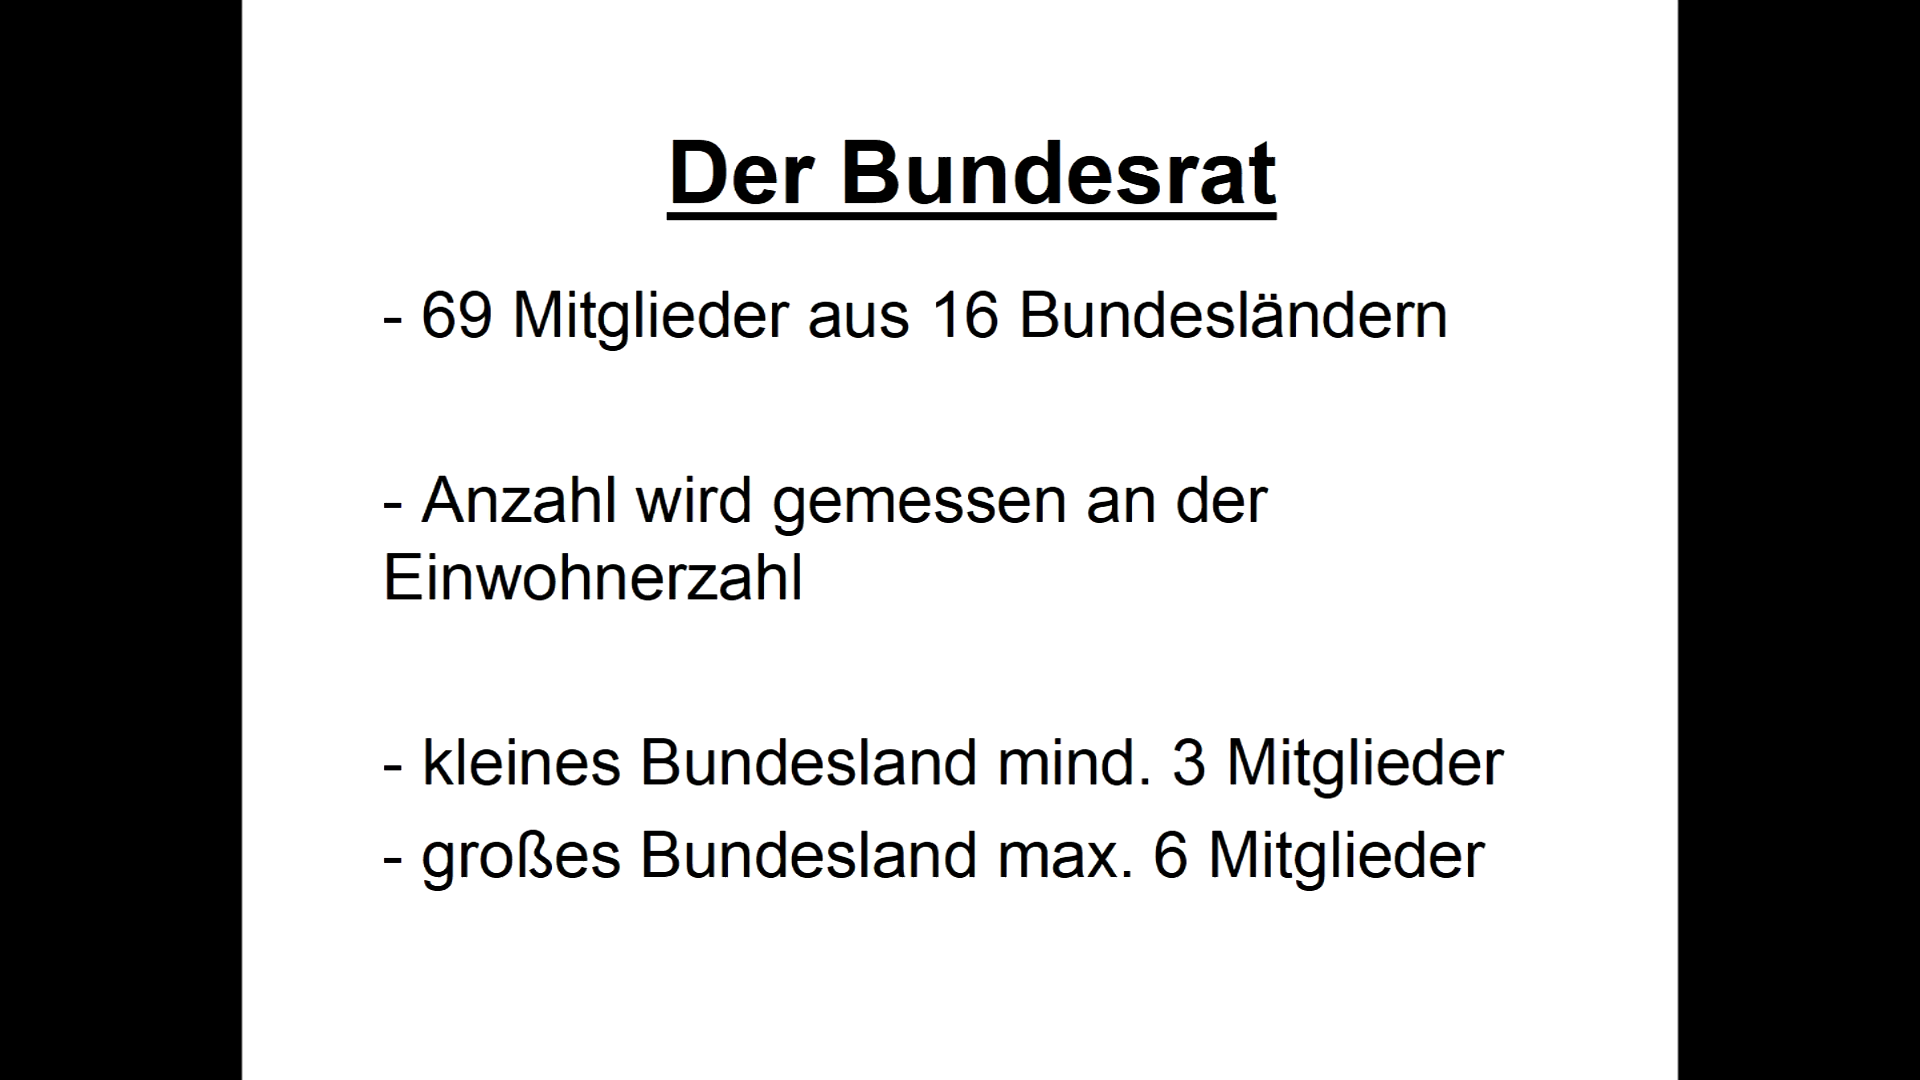 Der Bundesrat
- 69 Mitglieder aus 16 Bundesländern
- Anzahl wird gemessen an der
Einwohnerzahl
- kleines Bundesland mind. 3 Mitglieder
- großes Bundesland max. 6 Mitglieder